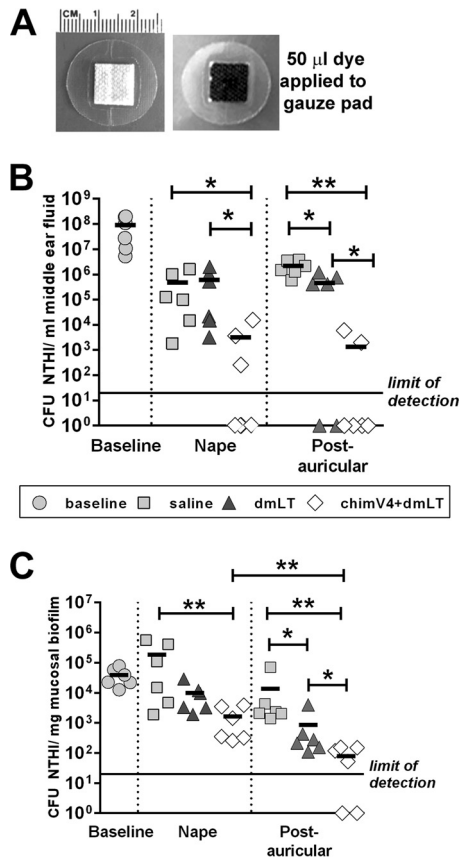 A
CM 1 2
50 µl dye
applied to
gauze pad
B
CFU NTHI/ ml middle ear fluid
10⁹
10⁸
10⁷
10⁶
10⁵
10⁴
10³
10²
10¹
10⁰
* **
* * *
limit of
detection
Baseline Nape Post-
auricular
baseline saline dmLT chimV4+dmLT
C
CFU NTHI/ mg mucosal biofilm
10⁷
10⁶
10⁵
10⁴
10³
10²
10¹
10⁰
**
** **
*
*
limit of
detection
Baseline Nape Post-
auricular